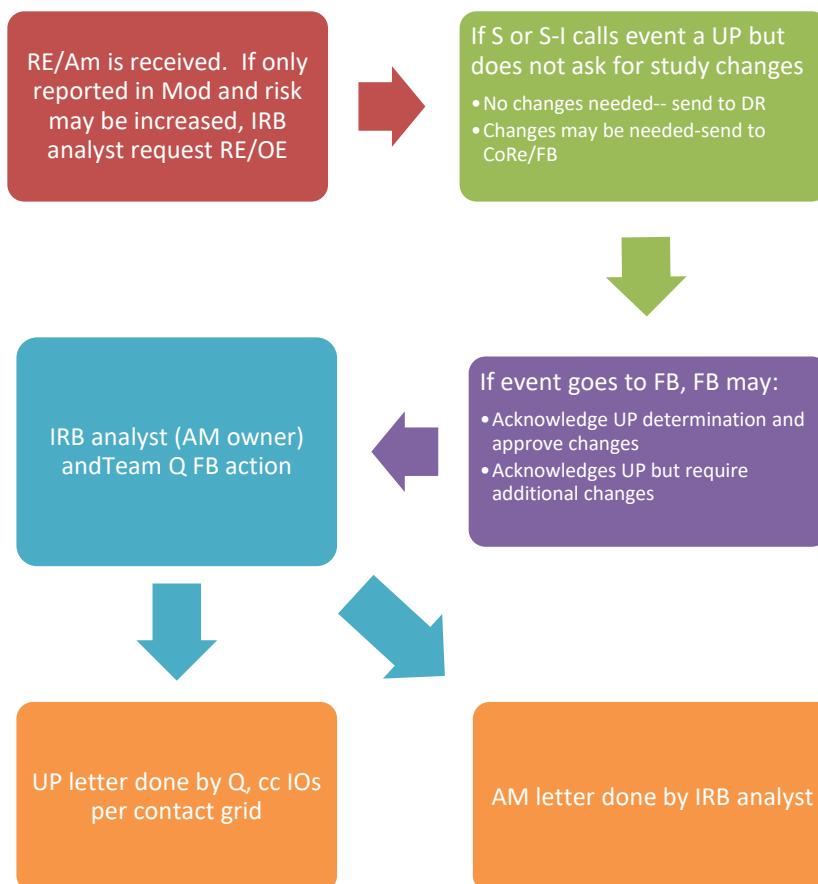 RE/Am is received.  If only
reported in Mod and risk
may be increased, IRB
analyst request RE/OE
If S or S-I calls event a UP but
does not ask for study changes
•No changes needed-- send to DR
•Changes may be needed-send to
CoRe/FB
If event goes to FB, FB may:
•Acknowledge UP determination and
approve changes
•Acknowledges UP but require
additional changes
IRB analyst (AM owner)
andTeam Q FB action
UP letter done by Q, cc IOs
per contact grid
AM letter done by IRB analyst